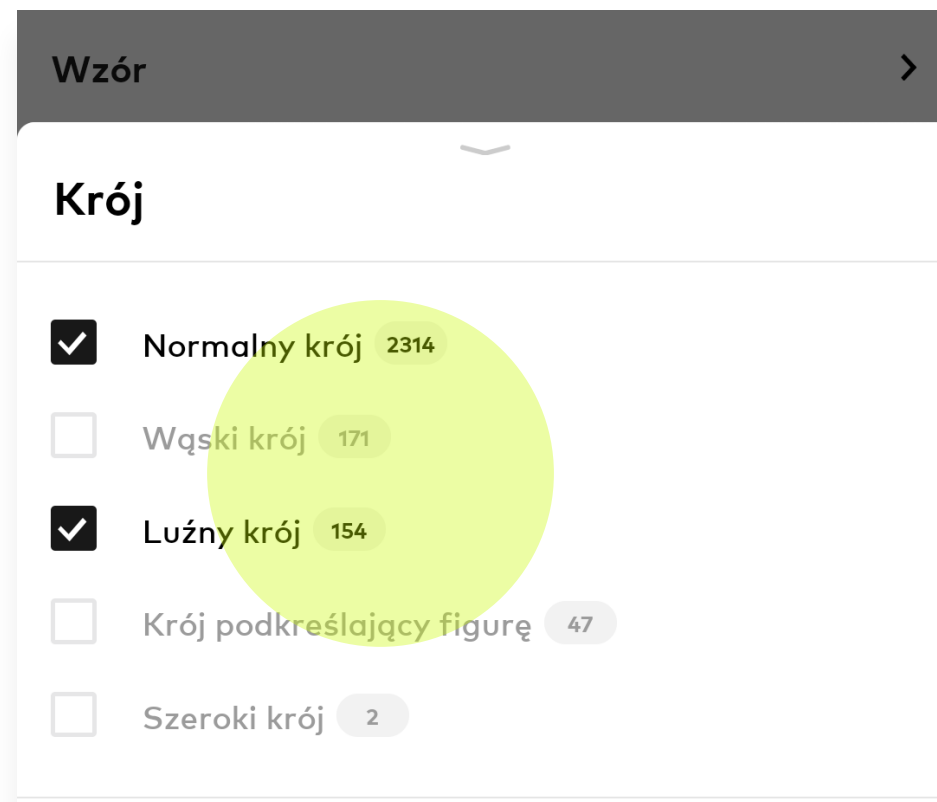 Wzór
Krój
Normalny krój 2314
Wąski krój 171
Luźny krój 154
Krój podkreślający figurę 47
Szeroki krój 2